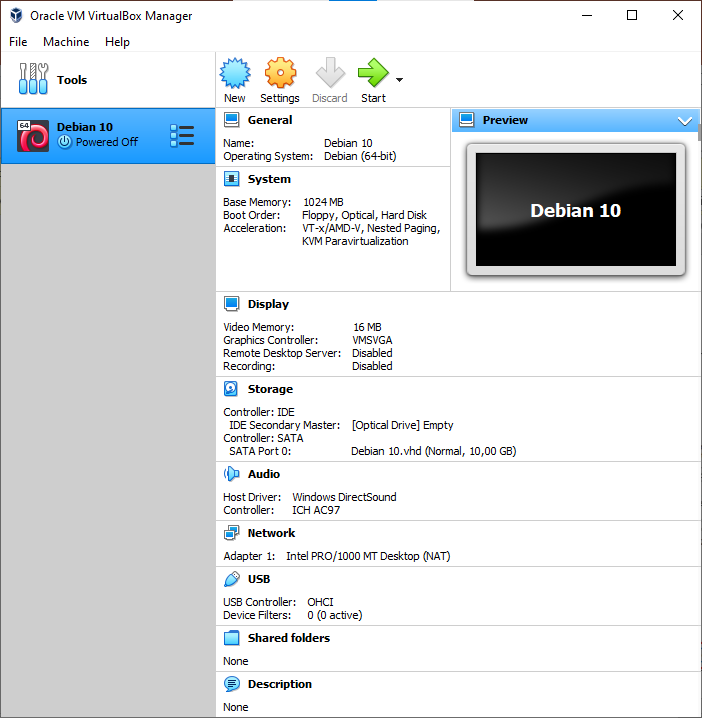 Oracle VM VirtualBox Manager
File Machine Help
Tools
New Settings Discard Start
64
Debian 10
Powered Off
General
Name: Debian 10
Operating System: Debian (64-bit)
Preview
Debian 10
System
Base Memory: 1024 MB
Boot Order: Floppy, Optical, Hard Disk
Acceleration: VT-x/AMD-V, Nested Paging,
KVM Paravirtualization
Display
Video Memory: 16 MB
Graphics Controller: VMSVGA
Remote Desktop Server: Disabled
Recording: Disabled
Storage
Controller: IDE
IDE Secondary Master: [Optical Drive] Empty
Controller: SATA
SATA Port 0: Debian 10.vhd (Normal, 10,00 GB)
Audio
Host Driver: Windows DirectSound
Controller: ICH AC97
Network
Adapter 1: Intel PRO/1000 MT Desktop (NAT)
USB
USB Controller: OHCI
Device Filters: 0 (0 active)
Shared folders
None
Description
None